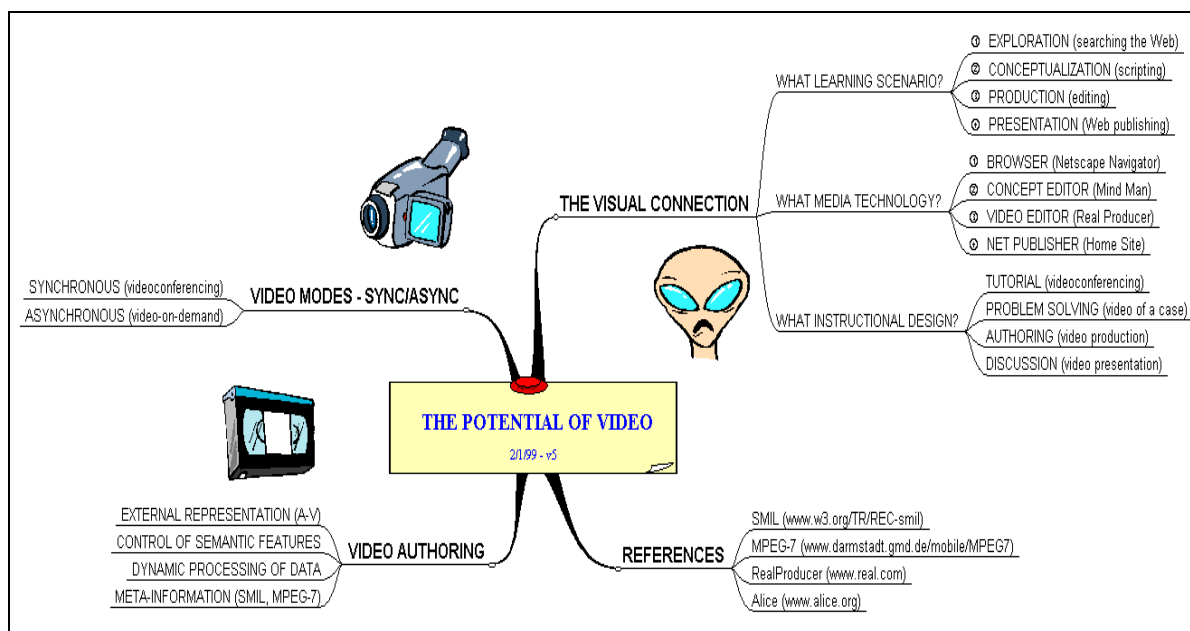 THE POTENTIAL OF VIDEO
2/1/99 - v5
THE VISUAL CONNECTION
WHAT LEARNING SCENARIO?
① EXPLORATION (searching the Web)
② CONCEPTUALIZATION (scripting)
③ PRODUCTION (editing)
④ PRESENTATION (Web publishing)
WHAT MEDIA TECHNOLOGY?
① BROWSER (Netscape Navigator)
② CONCEPT EDITOR (Mind Man)
③ VIDEO EDITOR (Real Producer)
④ NET PUBLISHER (Home Site)
WHAT INSTRUCTIONAL DESIGN?
TUTORIAL (videoconferencing)
PROBLEM SOLVING (video of a case)
AUTHORING (video production)
DISCUSSION (video presentation)
REFERENCES
SMIL (www.w3.org/TR/REC-smil)
MPEG-7 (www.darmstadt.gmd.de/mobile/MPEG7)
RealProducer (www.real.com)
Alice (www.alice.org)
VIDEO AUTHORING
EXTERNAL REPRESENTATION (A-V)
CONTROL OF SEMANTIC FEATURES
DYNAMIC PROCESSING OF DATA
META-INFORMATION (SMIL, MPEG-7)
VIDEO MODES - SYNC/ASYNC
SYNCHRONOUS (videoconferencing)
ASYNCHRONOUS (video-on-demand)